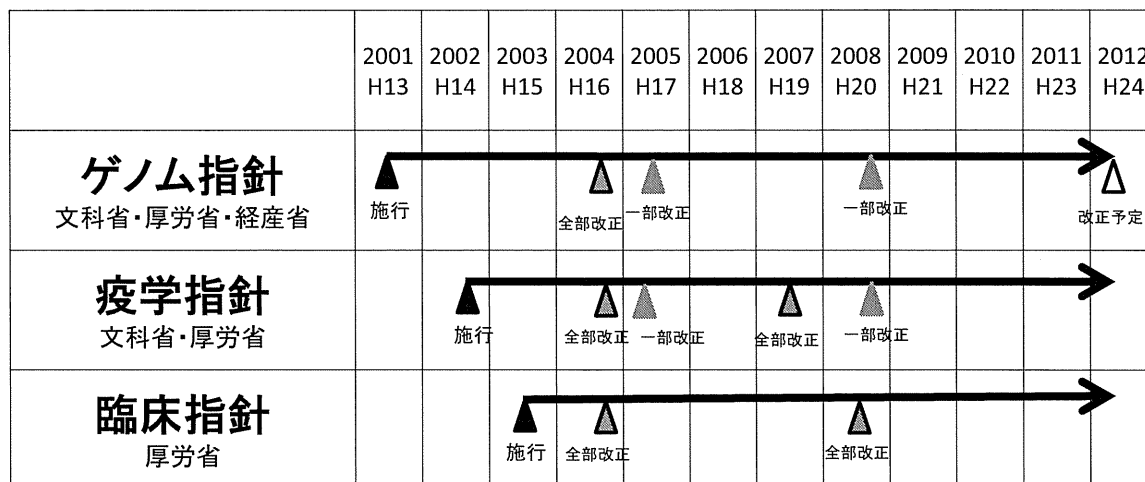 2001 2002 2003 2004 2005 2006 2007 2008 2009 2010 2011 2012
H13 H14 H15 H16 H17 H18 H19 H20 H21 H22 H23 H24
ゲノム指針
文科省・厚労省・経産省
施行 全部改正 一部改正 一部改正 改正予定
疫学指針
文科省・厚労省
施行 全部改正 一部改正 全部改正 一部改正
臨床指針
厚労省
施行 全部改正 全部改正